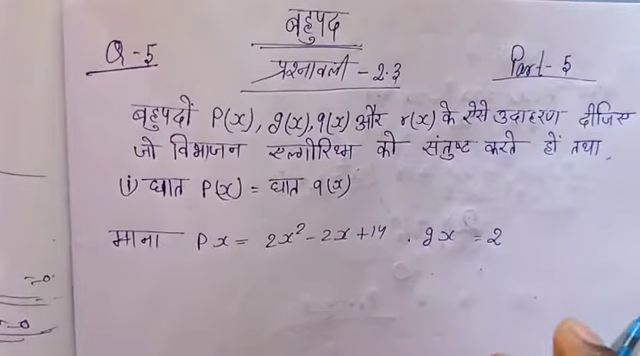 बहुपद
Q-5
प्रश्नावली - 2.3
Part-5
बहुपदों P(x), g(x), q(x) और r(x) के ऐसे उदाहरण दीजिए
जो विभाजन एल्गोरिथ्म को संतुष्ट करते हों तथा
(i) घात P(x) = घात q(x)
माना Px = 2x² - 2x + 14 . gx = 2